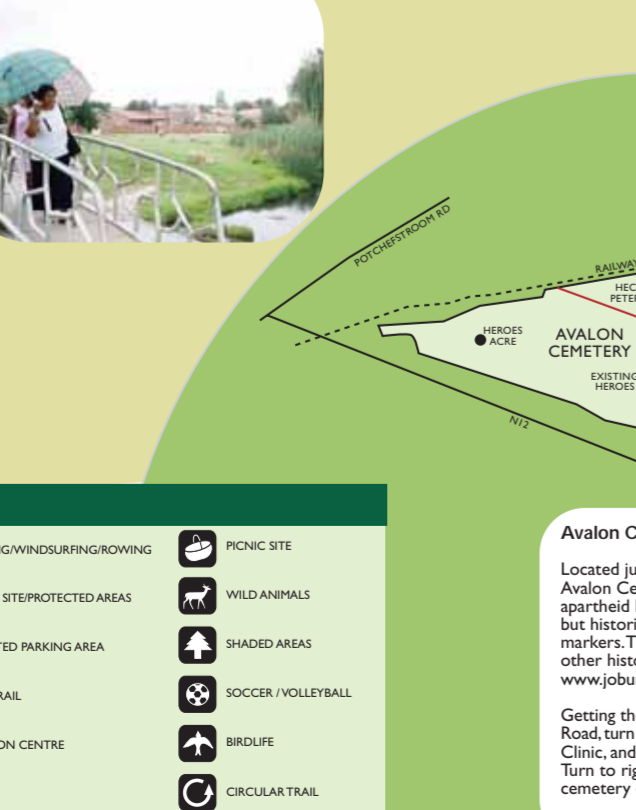 POTCHEFSTROOM RD
RAILWAY
HEC
PETER
HEROES
ACRE
AVALON
CEMETERY
EXISTING
HEROES
N12
G/WINDSURFING/ROWING
SITE/PROTECTED AREAS
TED PARKING AREA
RAIL
ON CENTRE
PICNIC SITE
WILD ANIMALS
SHADED AREAS
SOCCER / VOLLEYBALL
BIRDLIFE
CIRCULAR TRAIL
Avalon C
Located ju
Avalon Ce
apartheid
but histori
markers. T
other histo
www.jobu
Getting th
Road, turn
Clinic, and
Turn to rig
cemetery